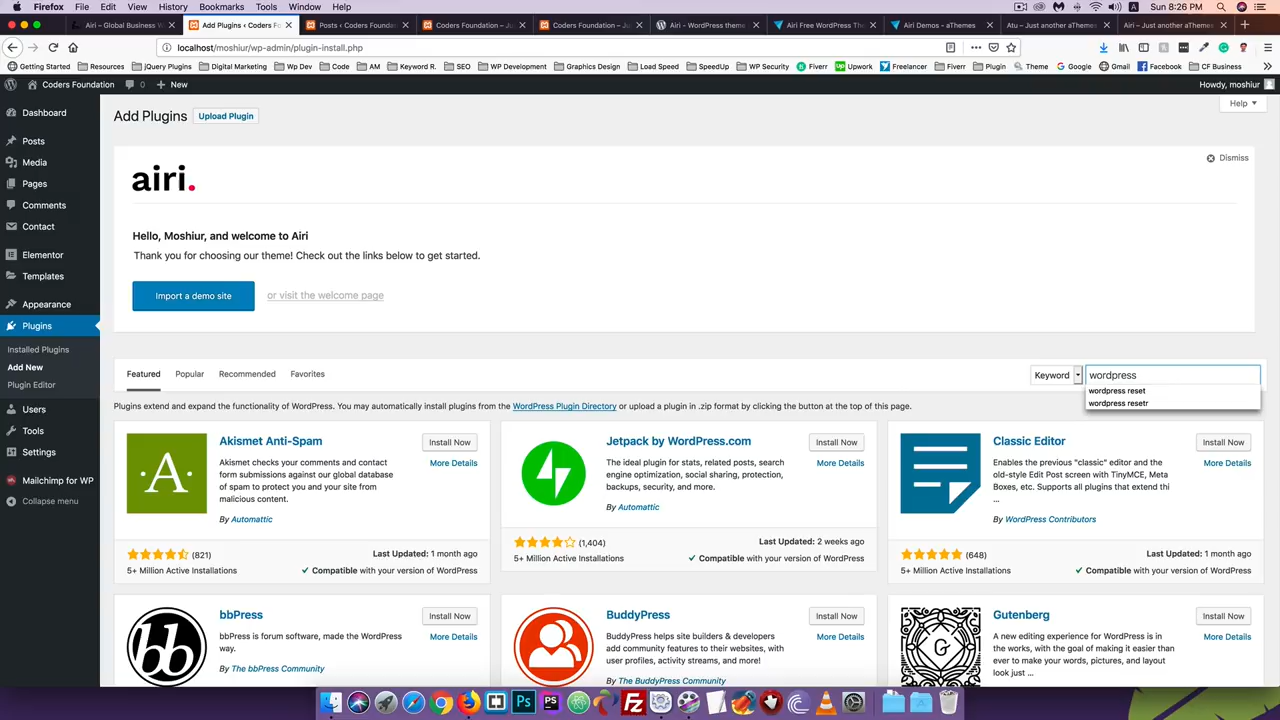 Firefox File Edit View History Bookmarks Tools Window Help Sun 8:26 PM
Airi – Global Business W Add Plugins ‹ Coders Founda Posts ‹ Coders Foundation — Coders Foundation – Ju Coders Foundation – Ju Airi - WordPress theme Airi Free WordPress Th Airi Demos - aThemes Atu – Just another aThemes Airi – Just another aThemes
localhost/moshiur/wp-admin/plugin-install.php
Getting Started Resources jQuery Plugins Digital Marketing Wp Dev Code Keyword R. SEO WP Development Graphics Design Load Speed SpeedUp WP Security Fiverr Upwork Freelancer Fiverr Plugin Theme Google Gmail Facebook CF Business
Coders Foundation 0 New Howdy, moshiur
Help
Dashboard
Posts
Media
Pages
Comments
Contact
Elementor
Templates
Appearance
Plugins
Installed Plugins
Add New
Plugin Editor
Users
Tools
Settings
Mailchimp for WP
Collapse menu
Add Plugins Upload Plugin
Dismiss
airi.
Hello, Moshiur, and welcome to Airi
Thank you for choosing our theme! Check out the links below to get started.
Import a demo site or visit the welcome page
Featured Popular Recommended Favorites Keyword wordpress
wordpress reset
wordpress resetr
Plugins extend and expand the functionality of WordPress. You may automatically install plugins from the WordPress Plugin Directory or upload a plugin in .zip format by clicking the button at the top of this page.
Akismet Anti-Spam
Install Now
More Details
Akismet checks your comments and contact
form submissions against our global database
of spam to protect you and your site from
malicious content.
By Automattic
(821)
Last Updated: 1 month ago
5+ Million Active Installations
Compatible with your version of WordPress
Jetpack by WordPress.com
Install Now
More Details
The ideal plugin for stats, related posts, search
engine optimization, social sharing, protection,
backups, security, and more.
By Automattic
(1,404)
Last Updated: 2 weeks ago
5+ Million Active Installations
Compatible with your version of WordPress
Classic Editor
Install Now
More Details
Enables the previous "classic" editor and the
old-style Edit Post screen with TinyMCE, Meta
Boxes, etc. Supports all plugins that extend thi
...
By WordPress Contributors
(648)
Last Updated: 1 month ago
5+ Million Active Installations
Compatible with your version of WordPress
bbPress
Install Now
More Details
bbPress is forum software, made the WordPress
way.
By The bbPress Community
BuddyPress
Install Now
More Details
BuddyPress helps site builders & developers
add community features to their websites, with
user profiles, activity streams, and more!
By The BuddyPress Community
Gutenberg
Install Now
More Details
A new editing experience for WordPress is in
the works, with the goal of making it easier than
ever to make your words, pictures, and layout
look just ...